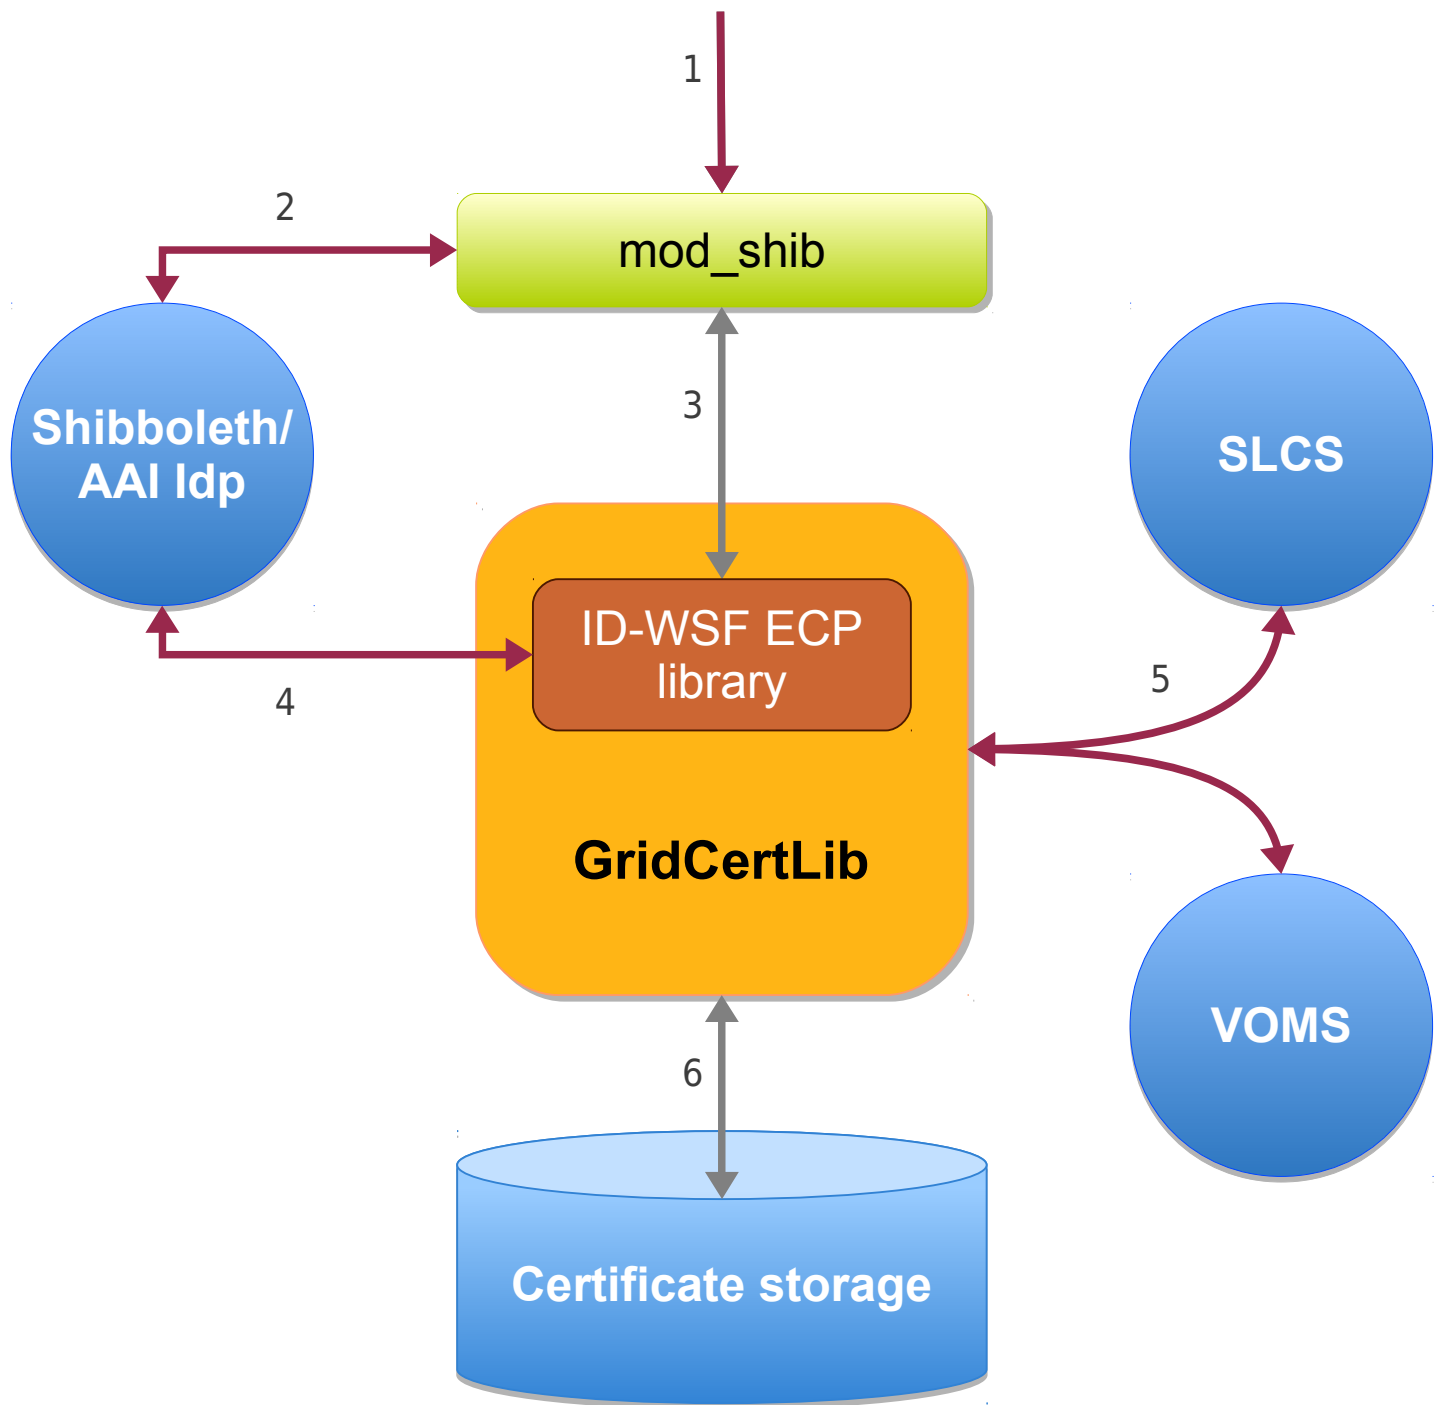 1
2
mod_shib
Shibboleth/
AAI Idp
3
SLCS
ID-WSF ECP
library
4
5
GridCertLib
VOMS
6
Certificate storage